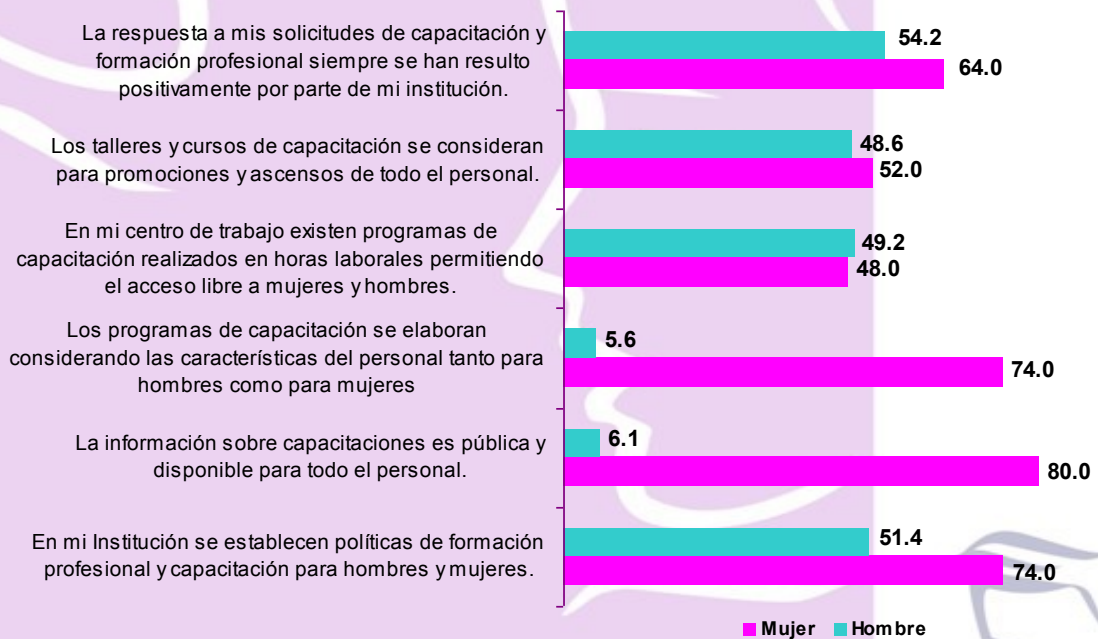 La respuesta a mis solicitudes de capacitación y
formación profesional siempre se han resulto
positivamente por parte de mi institución.
54.2
64.0
Los talleres y cursos de capacitación se consideran
para promociones y ascensos de todo el personal.
48.6
52.0
En mi centro de trabajo existen programas de
capacitación realizados en horas laborales permitiendo
el acceso libre a mujeres y hombres.
49.2
48.0
Los programas de capacitación se elaboran
considerando las características del personal tanto para
hombres como para mujeres
5.6
74.0
La información sobre capacitaciones es pública y
disponible para todo el personal.
6.1
80.0
En mi Institución se establecen políticas de formación
profesional y capacitación para hombres y mujeres.
51.4
74.0
Mujer Hombre